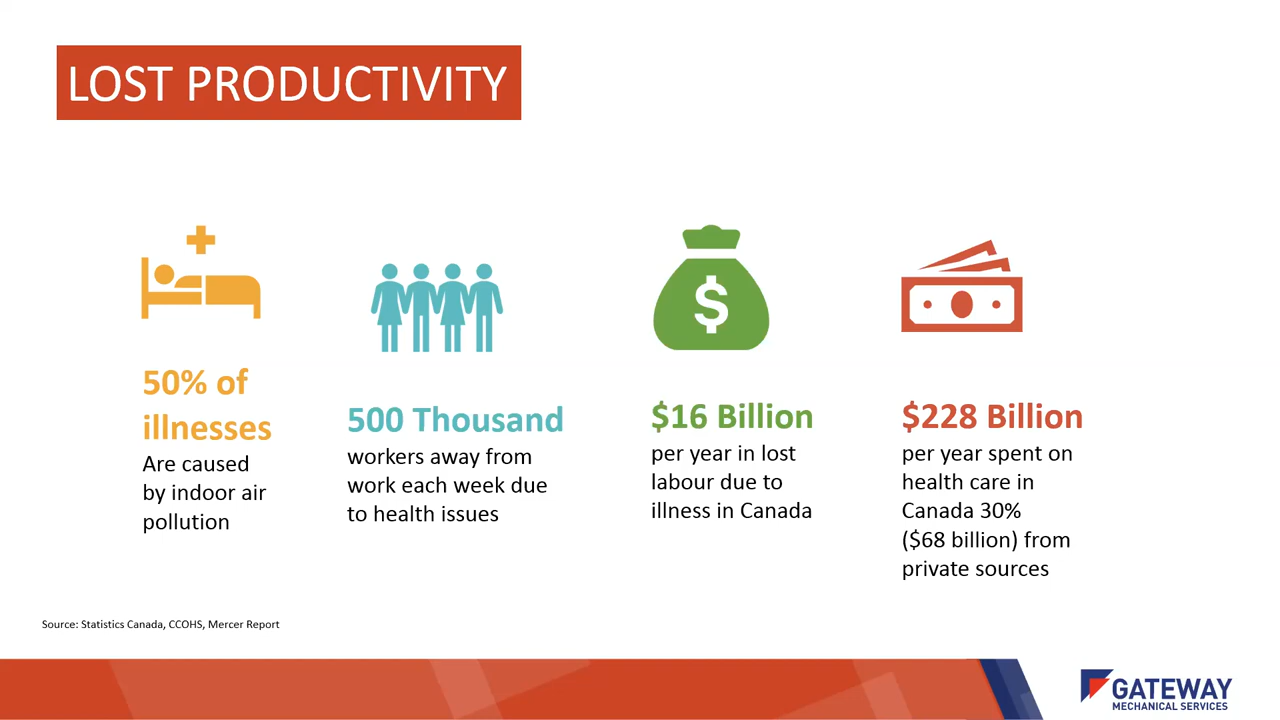 LOST PRODUCTIVITY
50% of
illnesses
Are caused
by indoor air
pollution
500 Thousand
workers away from
work each week due
to health issues
$
$16 Billion
per year in lost
labour due to
illness in Canada
$228 Billion
per year spent on
health care in
Canada 30%
($68 billion) from
private sources
Source: Statistics Canada, CCOHS, Mercer Report
GATEWAY
MECHANICAL SERVICES